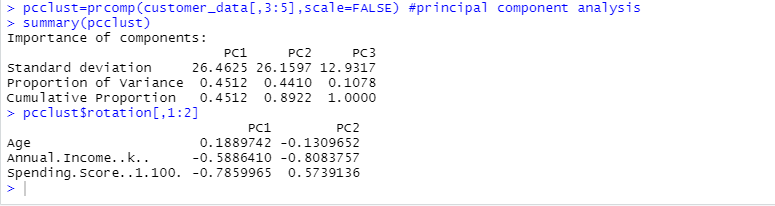 > pcclust=prcomp(customer_data[,3:5],scale=FALSE) #principal component analysis
> summary(pcclust)
Importance of components:
                           PC1     PC2     PC3
Standard deviation     26.4625 26.1597 12.9317
Proportion of Variance  0.4512  0.4410  0.1078
Cumulative Proportion   0.4512  0.8922  1.0000
> pcclust$rotation[,1:2]
                              PC1        PC2
Age                     0.1889742 -0.1309652
Annual.Income..k..     -0.5886410 -0.8083757
Spending.Score..1.100. -0.7859965  0.5739136
>